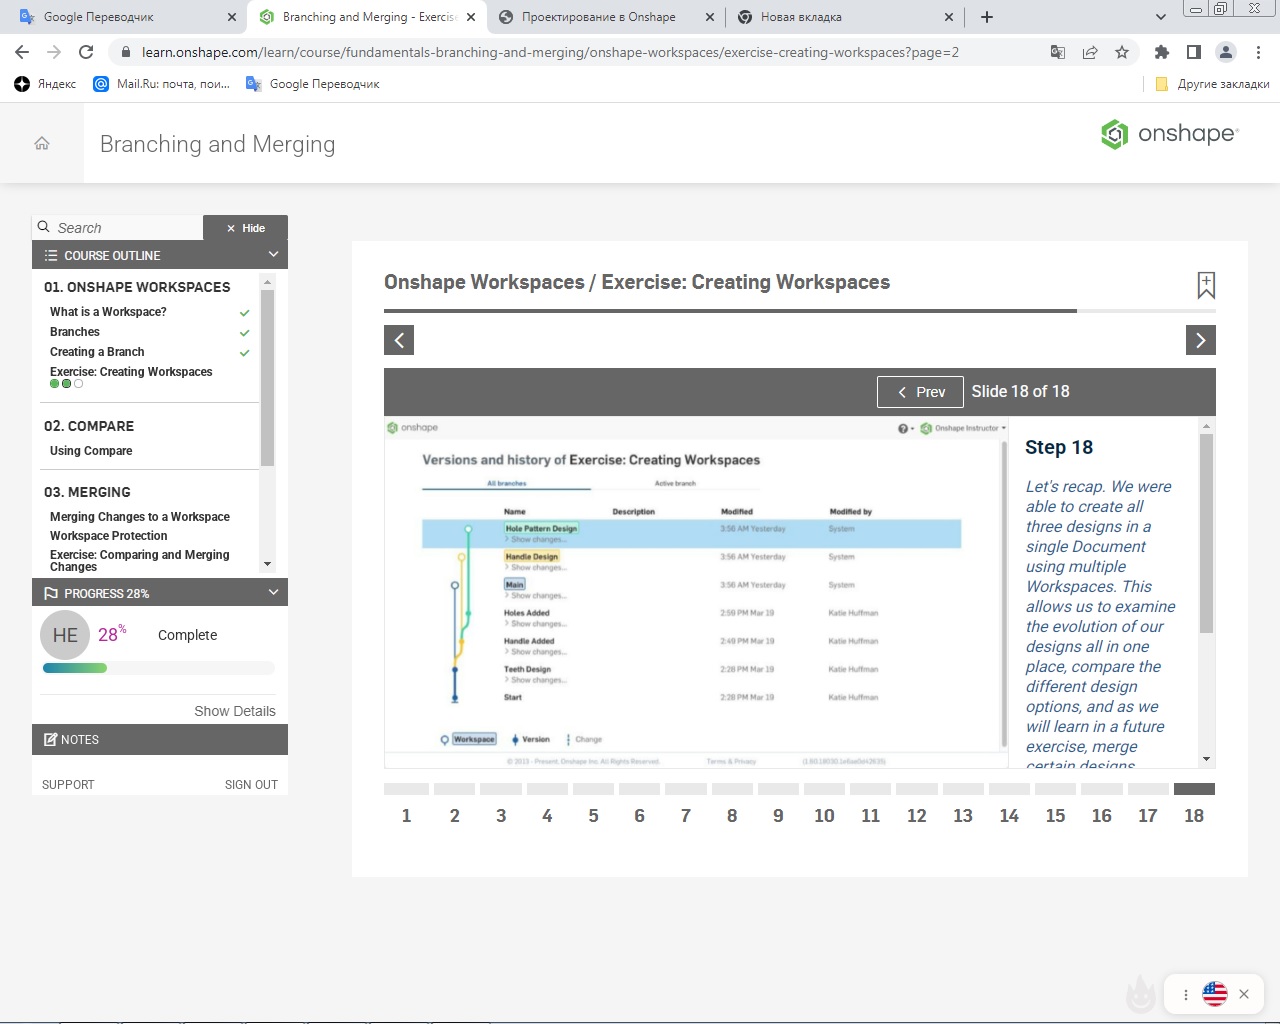 Google Переводчик
Branching and Merging - Exercise
Проектирование в Onshape
Новая вкладка
learn.onshape.com/learn/course/fundamentals-branching-and-merging/onshape-workspaces/exercise-creating-workspaces?page=2
Яндекс
Mail.Ru: почта, пои...
Google Переводчик
Другие закладки
Branching and Merging
onshape
Search
Hide
COURSE OUTLINE
01. ONSHAPE WORKSPACES
What is a Workspace?
Branches
Creating a Branch
Exercise: Creating Workspaces
02. COMPARE
Using Compare
03. MERGING
Merging Changes to a Workspace
Workspace Protection
Exercise: Comparing and Merging
Changes
PROGRESS 28%
HE 28% Complete
Show Details
NOTES
SUPPORT SIGN OUT
Onshape Workspaces / Exercise: Creating Workspaces
Prev Slide 18 of 18
onshape Onshape Instructor
Versions and history of Exercise: Creating Workspaces
All branches Active branch
Name Description Modified Modified by
Hole Pattern Design 3:56 AM Yesterday System
> Show changes...
Handle Design 3:56 AM Yesterday System
> Show changes...
Main 3:56 AM Yesterday System
> Show changes...
Holes Added 2:59 PM Mar 19 Katie Huffman
> Show changes...
Handle Added 2:49 PM Mar 19 Katie Huffman
> Show changes...
Teeth Design 2:28 PM Mar 19 Katie Huffman
> Show changes...
Start 2:28 PM Mar 19 Katie Huffman
Workspace Version Change
© 2013 - Present. Onshape Inc. All Rights Reserved. Terms & Privacy
Step 18
Let's recap. We were
able to create all
three designs in a
single Document
using multiple
Workspaces. This
allows us to examine
the evolution of our
designs all in one
place, compare the
different design
options, and as we
will learn in a future
exercise, merge
certain designs
1 2 3 4 5 6 7 8 9 10 11 12 13 14 15 16 17 18